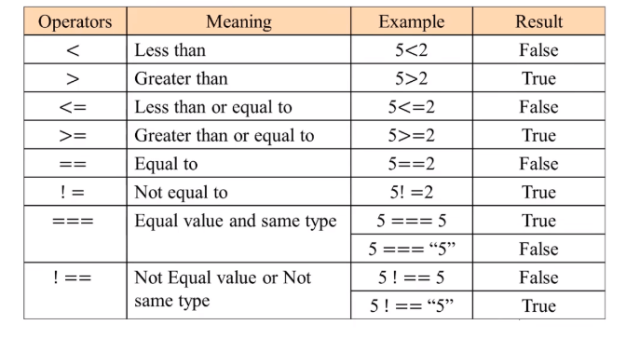 Operators Meaning Example Result
< Less than 5<2 False
> Greater than 5>2 True
<= Less than or equal to 5<=2 False
>= Greater than or equal to 5>=2 True
== Equal to 5==2 False
! = Not equal to 5! =2 True
=== Equal value and same type 5 === 5 True
5 === “5” False
! == Not Equal value or Not 5 ! == 5 False
same type 5 ! == “5” True